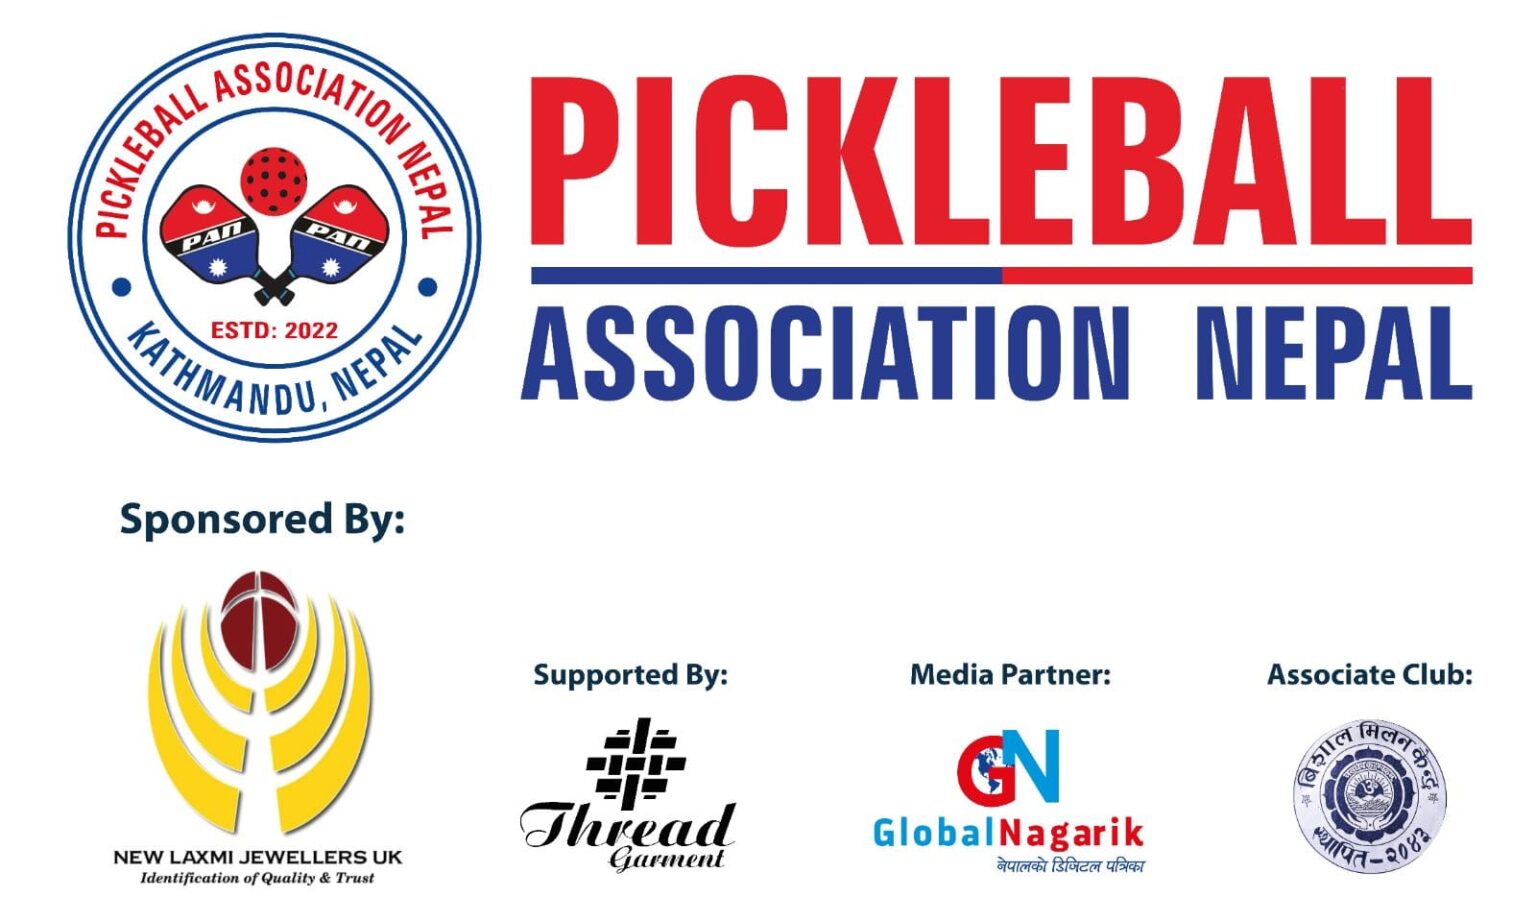 PICKLEBALL ASSOCIATION NEPAL
PAN
PAN
ESTD: 2022
KATHMANDU, NEPAL
PICKLEBALL
ASSOCIATION NEPAL
Sponsored By:
NEW LAXMI JEWELLERS UK
Identification of Quality & Trust
Supported By:
Thread
Garment
Media Partner:
GN
GlobalNagarik
नेपालको डिजिटल पत्रिका
Associate Club:
बिशाल मिलन केन्द्र
स्थापित-२०४३